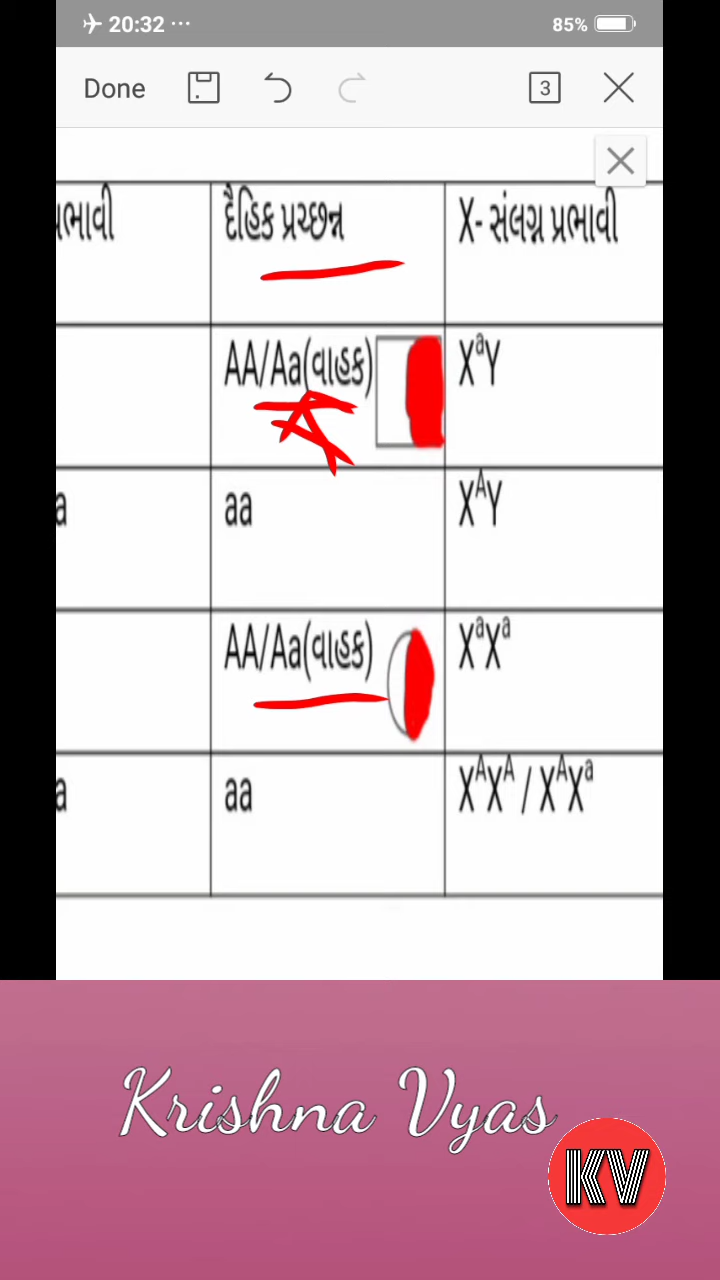 20:32 ...
85%
Done
3
દૈહિક પ્રચ્છન્ન
X- સંલગ્ન પ્રભાવી
AA/Aa(વાહક)
XᵃY
aa
XᴬY
AA/Aa(વાહક)
XᵃXᵃ
a
aa
XᴬXᴬ / XᴬXᵃ
Krishna Vyas
KV